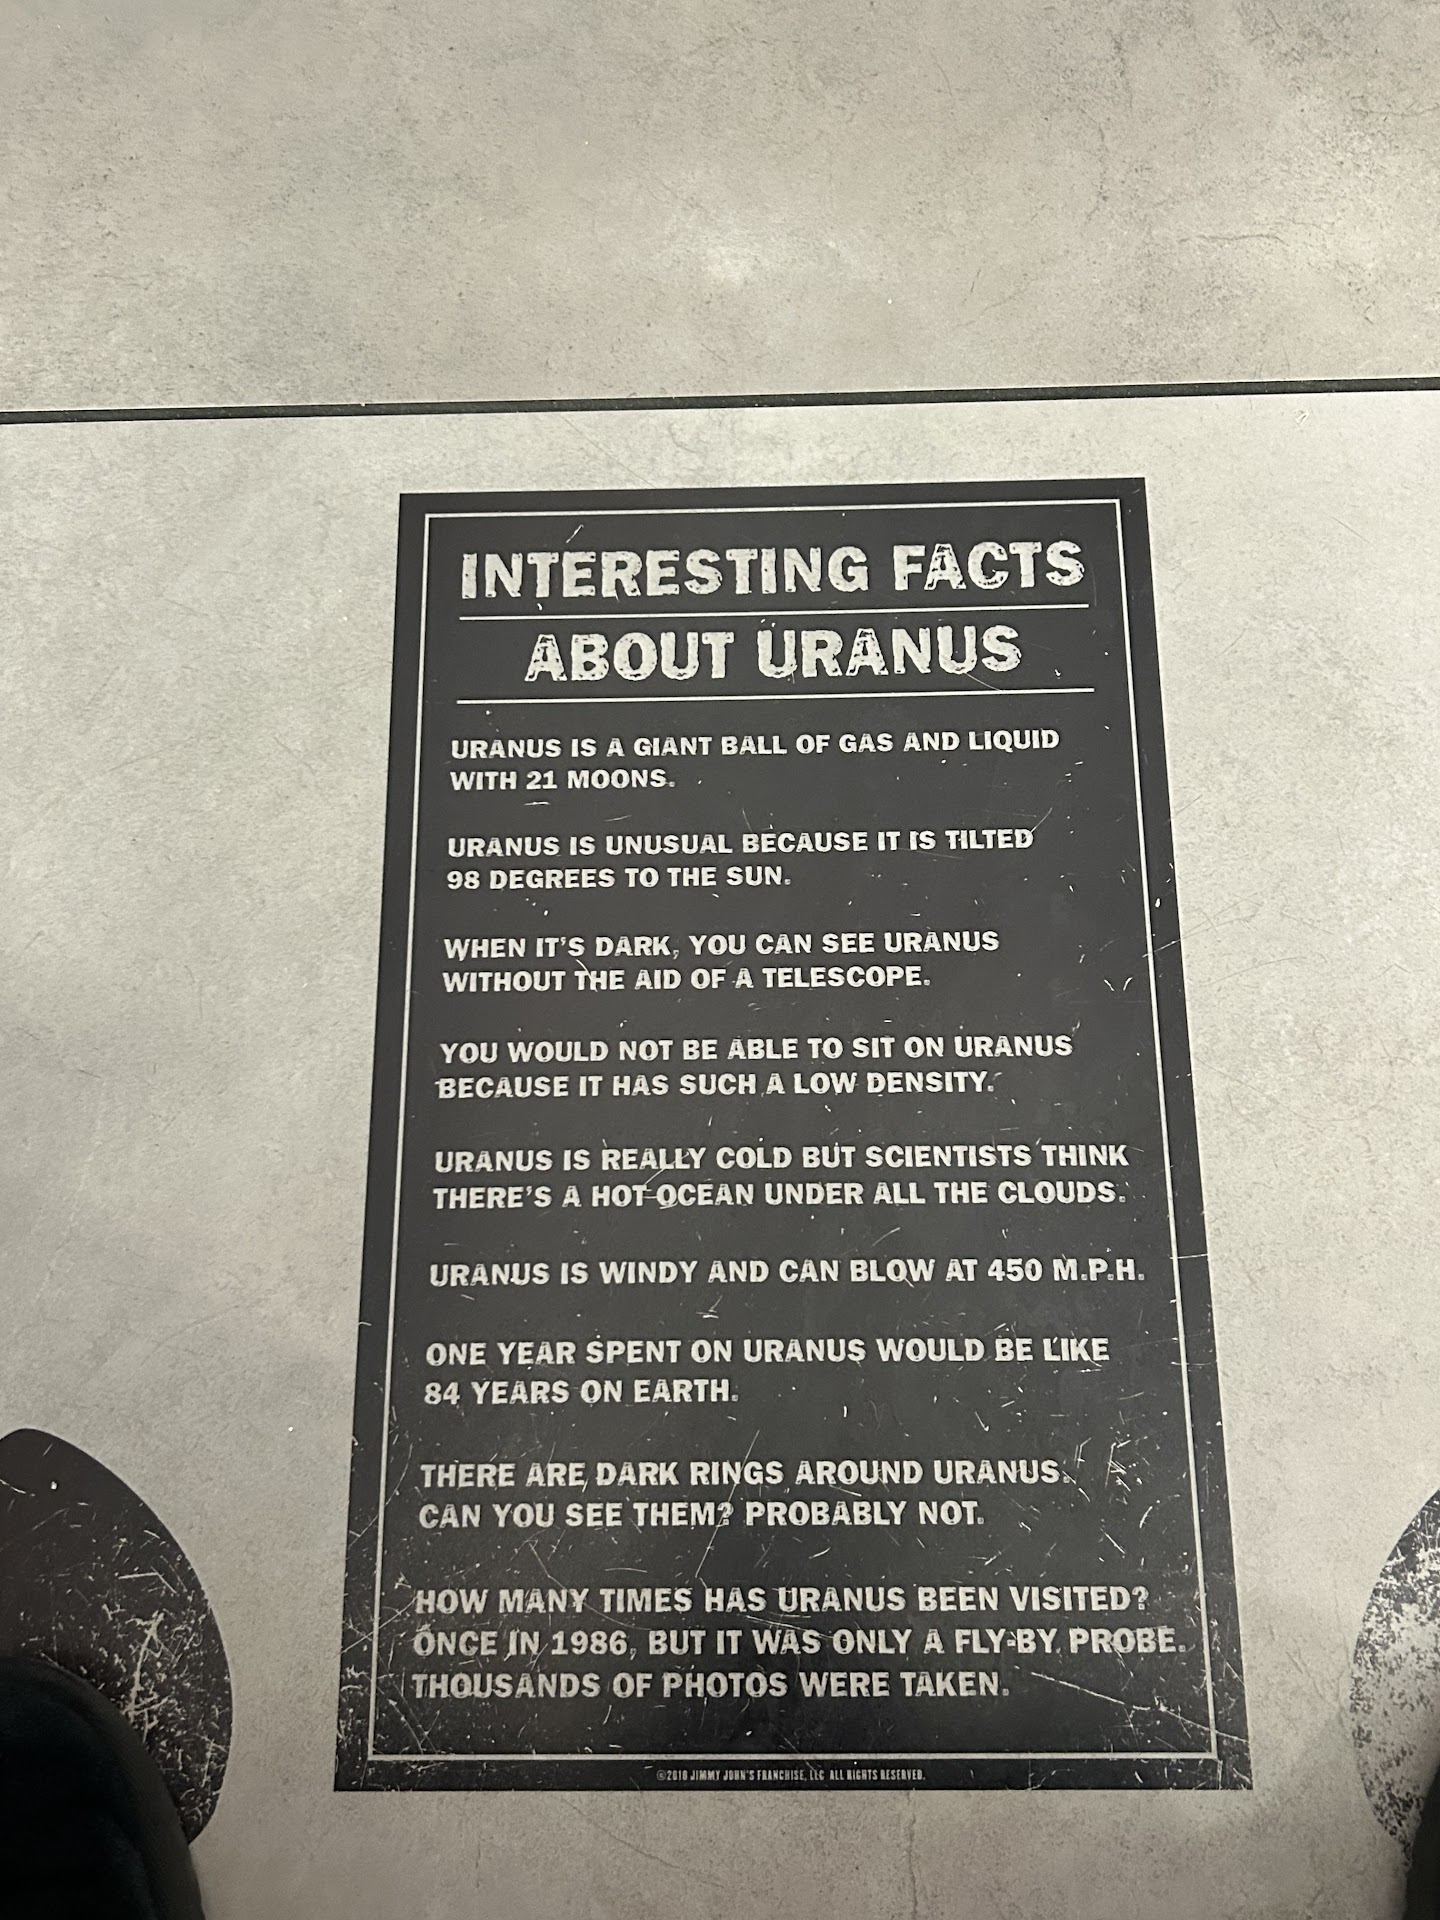 INTERESTING FACTS
ABOUT URANUS
URANUS IS A GIANT BALL OF GAS AND LIQUID
WITH 21 MOONS.
URANUS IS UNUSUAL BECAUSE IT IS TILTED
98 DEGREES TO THE SUN.
WHEN IT'S DARK, YOU CAN SEE URANUS
WITHOUT THE AID OF A TELESCOPE.
YOU WOULD NOT BE ABLE TO SIT ON URANUS
BECAUSE IT HAS SUCH A LOW DENSITY.
URANUS IS REALLY COLD BUT SCIENTISTS THINK
THERE'S A HOT OCEAN UNDER ALL THE CLOUDS.
URANUS IS WINDY AND CAN BLOW AT 450 M.P.H.
ONE YEAR SPENT ON URANUS WOULD BE LIKE
84 YEARS ON EARTH.
THERE ARE DARK RINGS AROUND URANUS.
CAN YOU SEE THEM? PROBABLY NOT.
HOW MANY TIMES HAS URANUS BEEN VISITED?
ONCE IN 1986, BUT IT WAS ONLY A FLY-BY PROBE.
THOUSANDS OF PHOTOS WERE TAKEN.
©2016 JIMMY JOHN'S FRANCHISE, LLC ALL RIGHTS RESERVED.